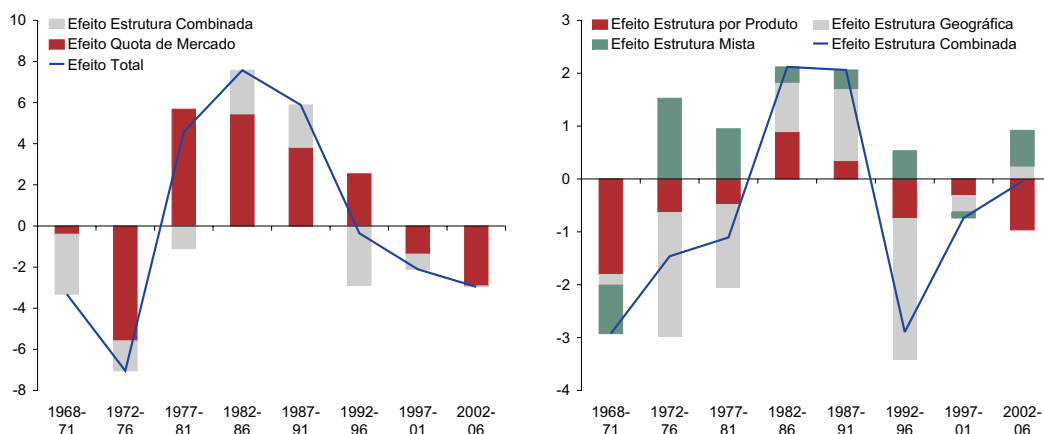 Efeito Estrutura Combinada
Efeito Quota de Mercado
Efeito Total
10
8
6
4
2
0
-2
-4
-6
-8
1968- 1972- 1977- 1982- 1987- 1992- 1997- 2002-
71 76 81 86 91 96 01 06
Efeito Estrutura por Produto Efeito Estrutura Geográfica
Efeito Estrutura Mista Efeito Estrutura Combinada
3
2
1
0
-1
-2
-3
-4
1968- 1972- 1977- 1982- 1987- 1992- 1997- 2002-
71 76 81 86 91 96 01 06